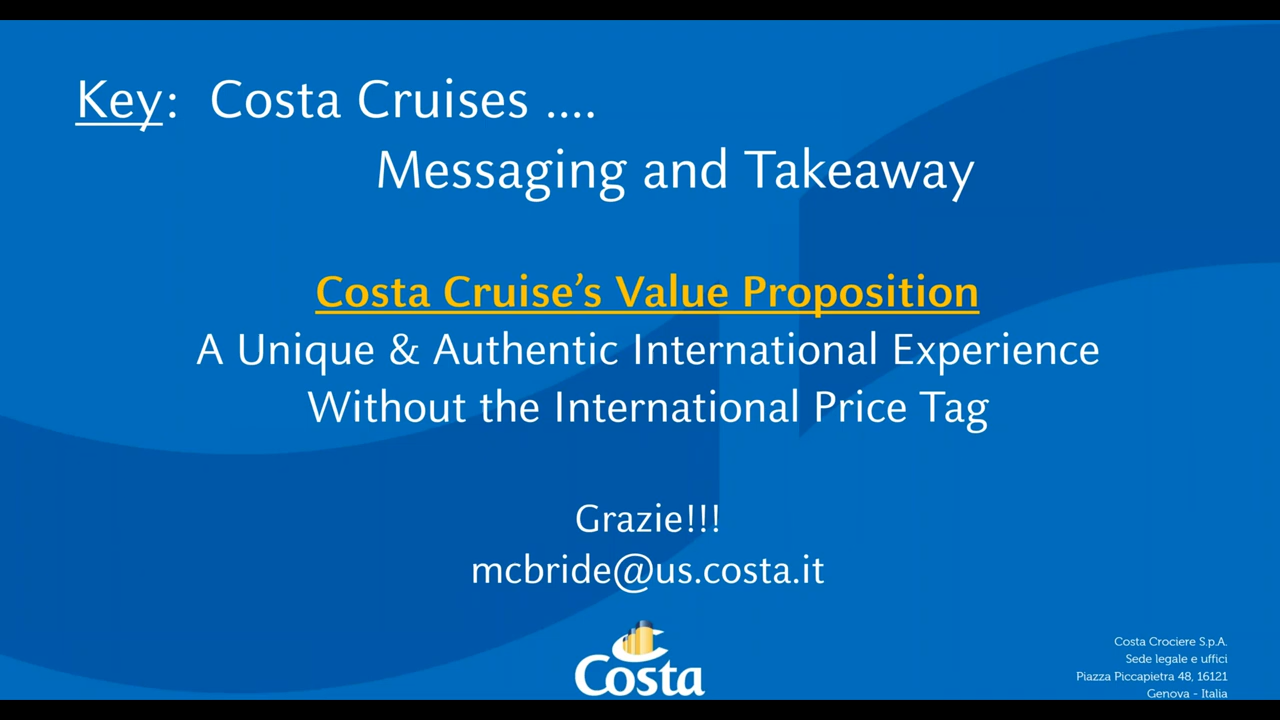 Key: Costa Cruises ....
Messaging and Takeaway
Costa Cruise’s Value Proposition
A Unique & Authentic International Experience
Without the International Price Tag
Grazie!!!
mcbride@us.costa.it
Costa
Costa Crociere S.p.A.
Sede legale e uffici
Piazza Piccapietra 48, 16121
Genova - Italia